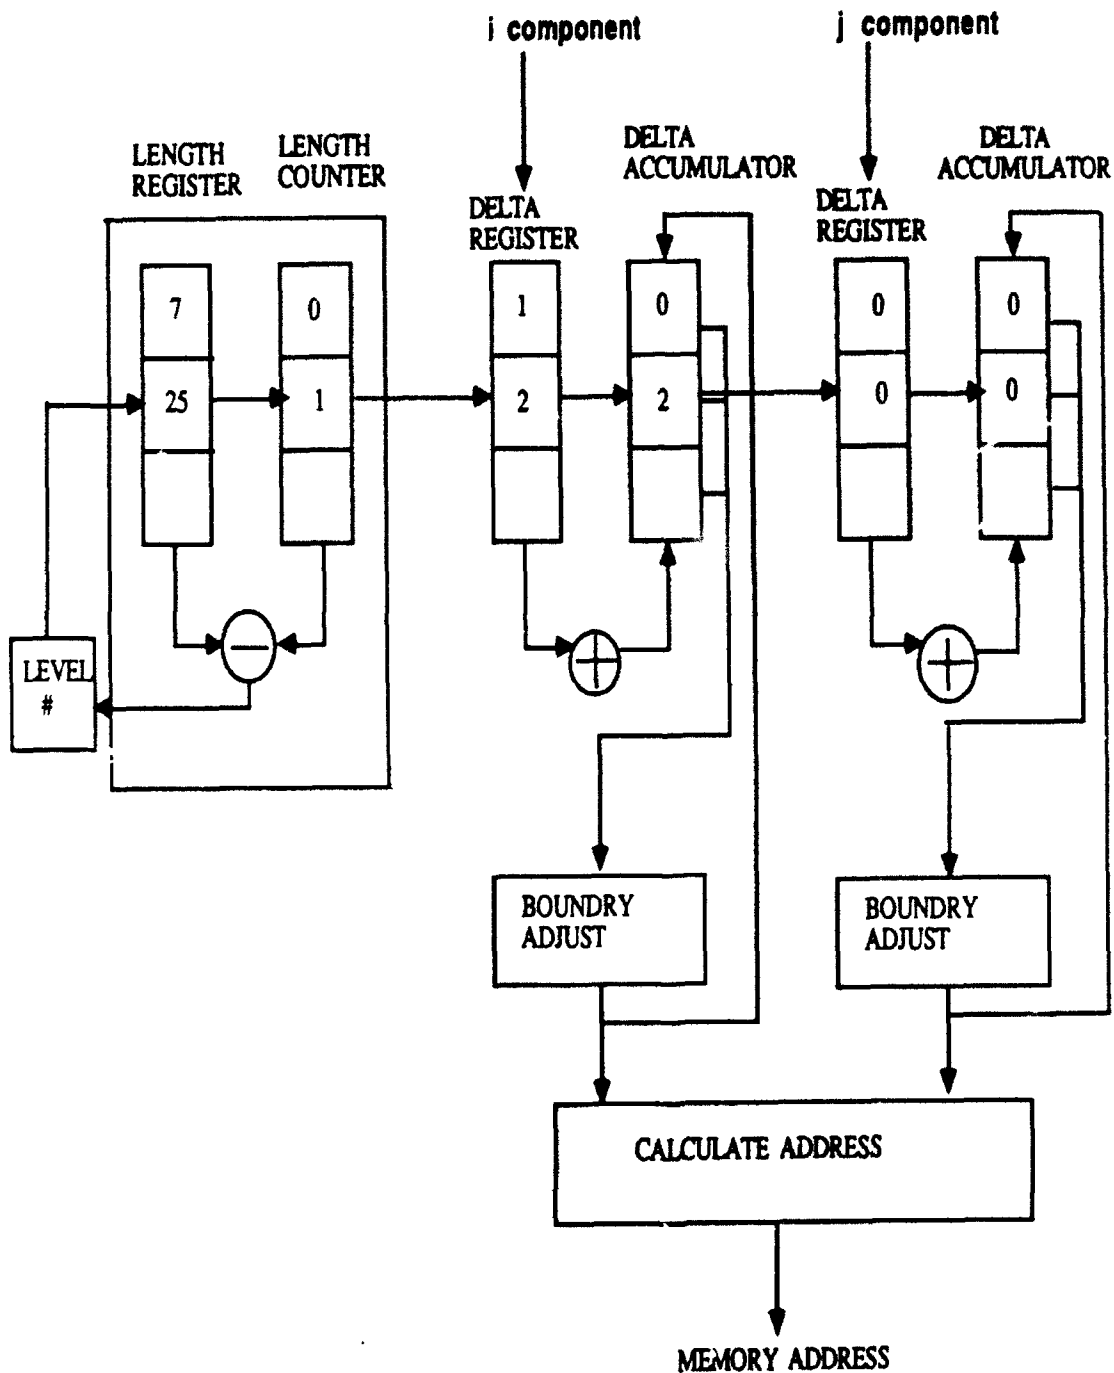 i component
j component
LENGTH
REGISTER
LENGTH
COUNTER
DELTA
REGISTER
DELTA
ACCUMULATOR
DELTA
REGISTER
DELTA
ACCUMULATOR
7
0
1
0
0
0
25
1
2
2
0
0
LEVEL
#
−
+
+
BOUNDRY
ADJUST
BOUNDRY
ADJUST
CALCULATE ADDRESS
MEMORY ADDRESS